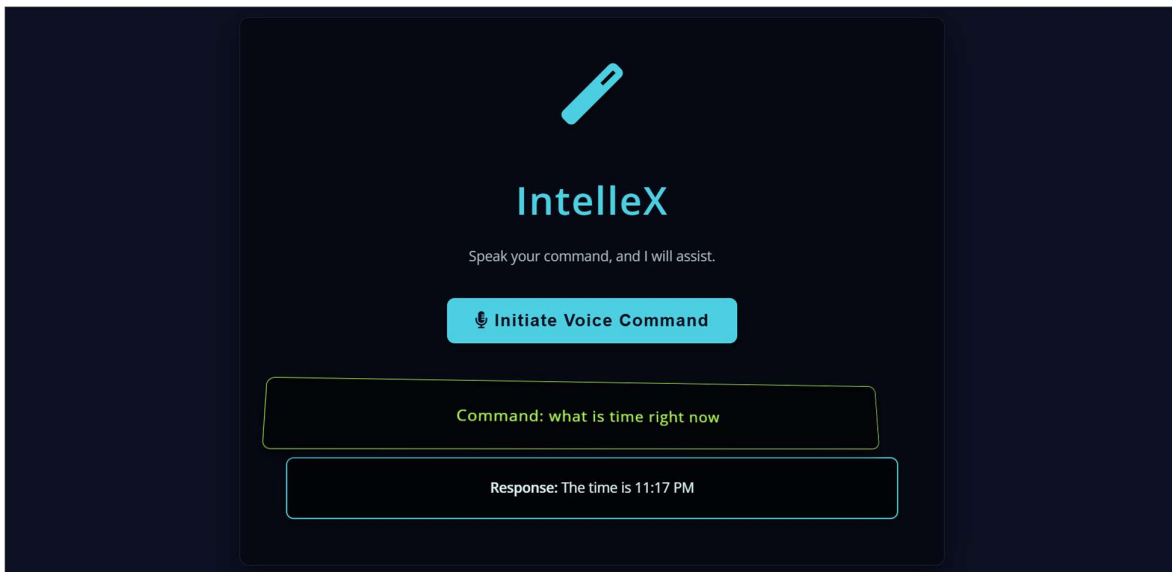 IntelleX
Speak your command, and I will assist.
Initiate Voice Command
Command: what is time right now
Response: The time is 11:17 PM